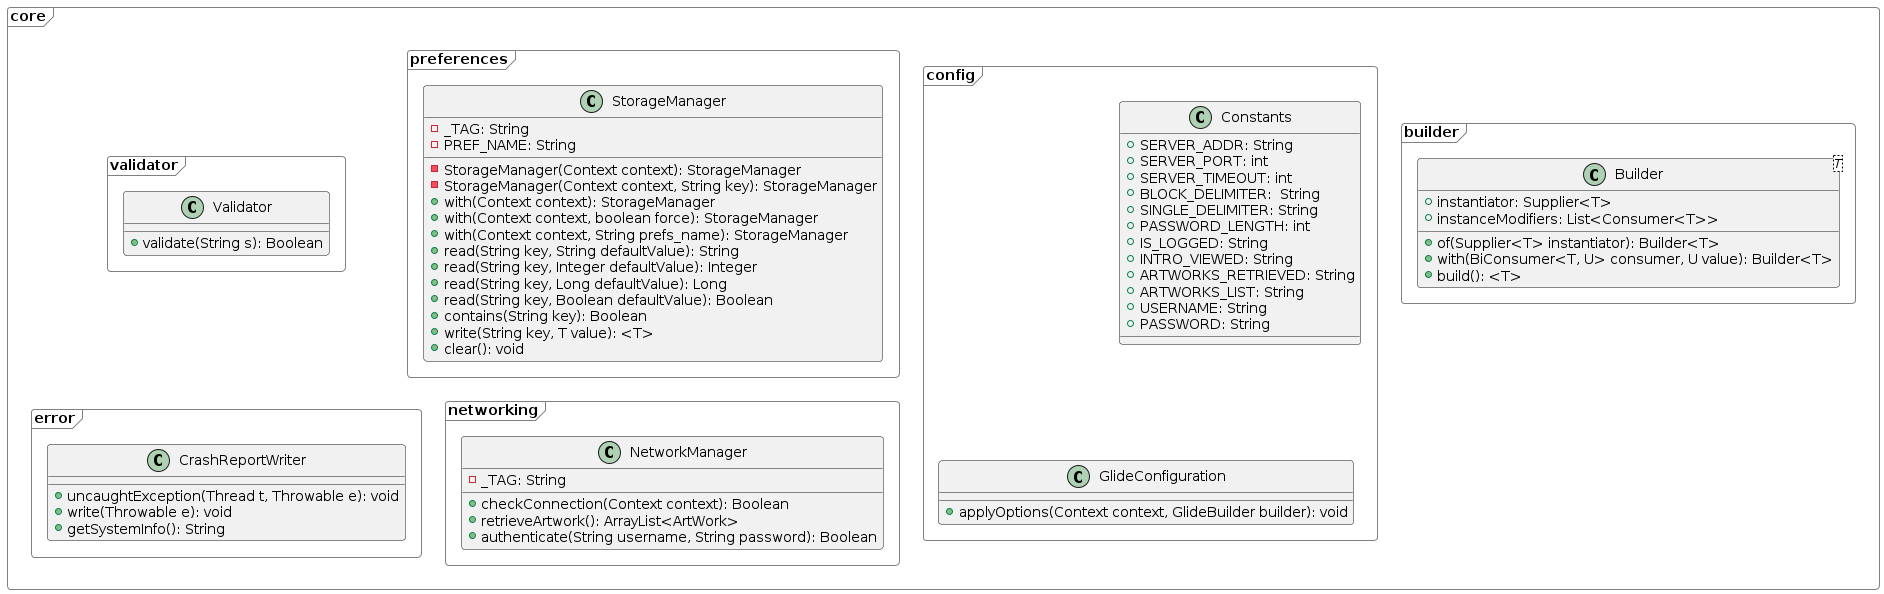 core
validator
C Validator
validate(String s): Boolean
preferences
C StorageManager
_TAG: String
PREF_NAME: String
StorageManager(Context context): StorageManager
StorageManager(Context context, String key): StorageManager
with(Context context): StorageManager
with(Context context, boolean force): StorageManager
with(Context context, String prefs_name): StorageManager
read(String key, String defaultValue): String
read(String key, Integer defaultValue): Integer
read(String key, Long defaultValue): Long
read(String key, Boolean defaultValue): Boolean
contains(String key): Boolean
write(String key, T value): <T>
clear(): void
config
C Constants
SERVER_ADDR: String
SERVER_PORT: int
SERVER_TIMEOUT: int
BLOCK_DELIMITER:  String
SINGLE_DELIMITER: String
PASSWORD_LENGTH: int
IS_LOGGED: String
INTRO_VIEWED: String
ARTWORKS_RETRIEVED: String
ARTWORKS_LIST: String
USERNAME: String
PASSWORD: String
C GlideConfiguration
applyOptions(Context context, GlideBuilder builder): void
builder
C Builder
T
instantiator: Supplier<T>
instanceModifiers: List<Consumer<T>>
of(Supplier<T> instantiator): Builder<T>
with(BiConsumer<T, U> consumer, U value): Builder<T>
build(): <T>
error
C CrashReportWriter
uncaughtException(Thread t, Throwable e): void
write(Throwable e): void
getSystemInfo(): String
networking
C NetworkManager
_TAG: String
checkConnection(Context context): Boolean
retrieveArtwork(): ArrayList<ArtWork>
authenticate(String username, String password): Boolean